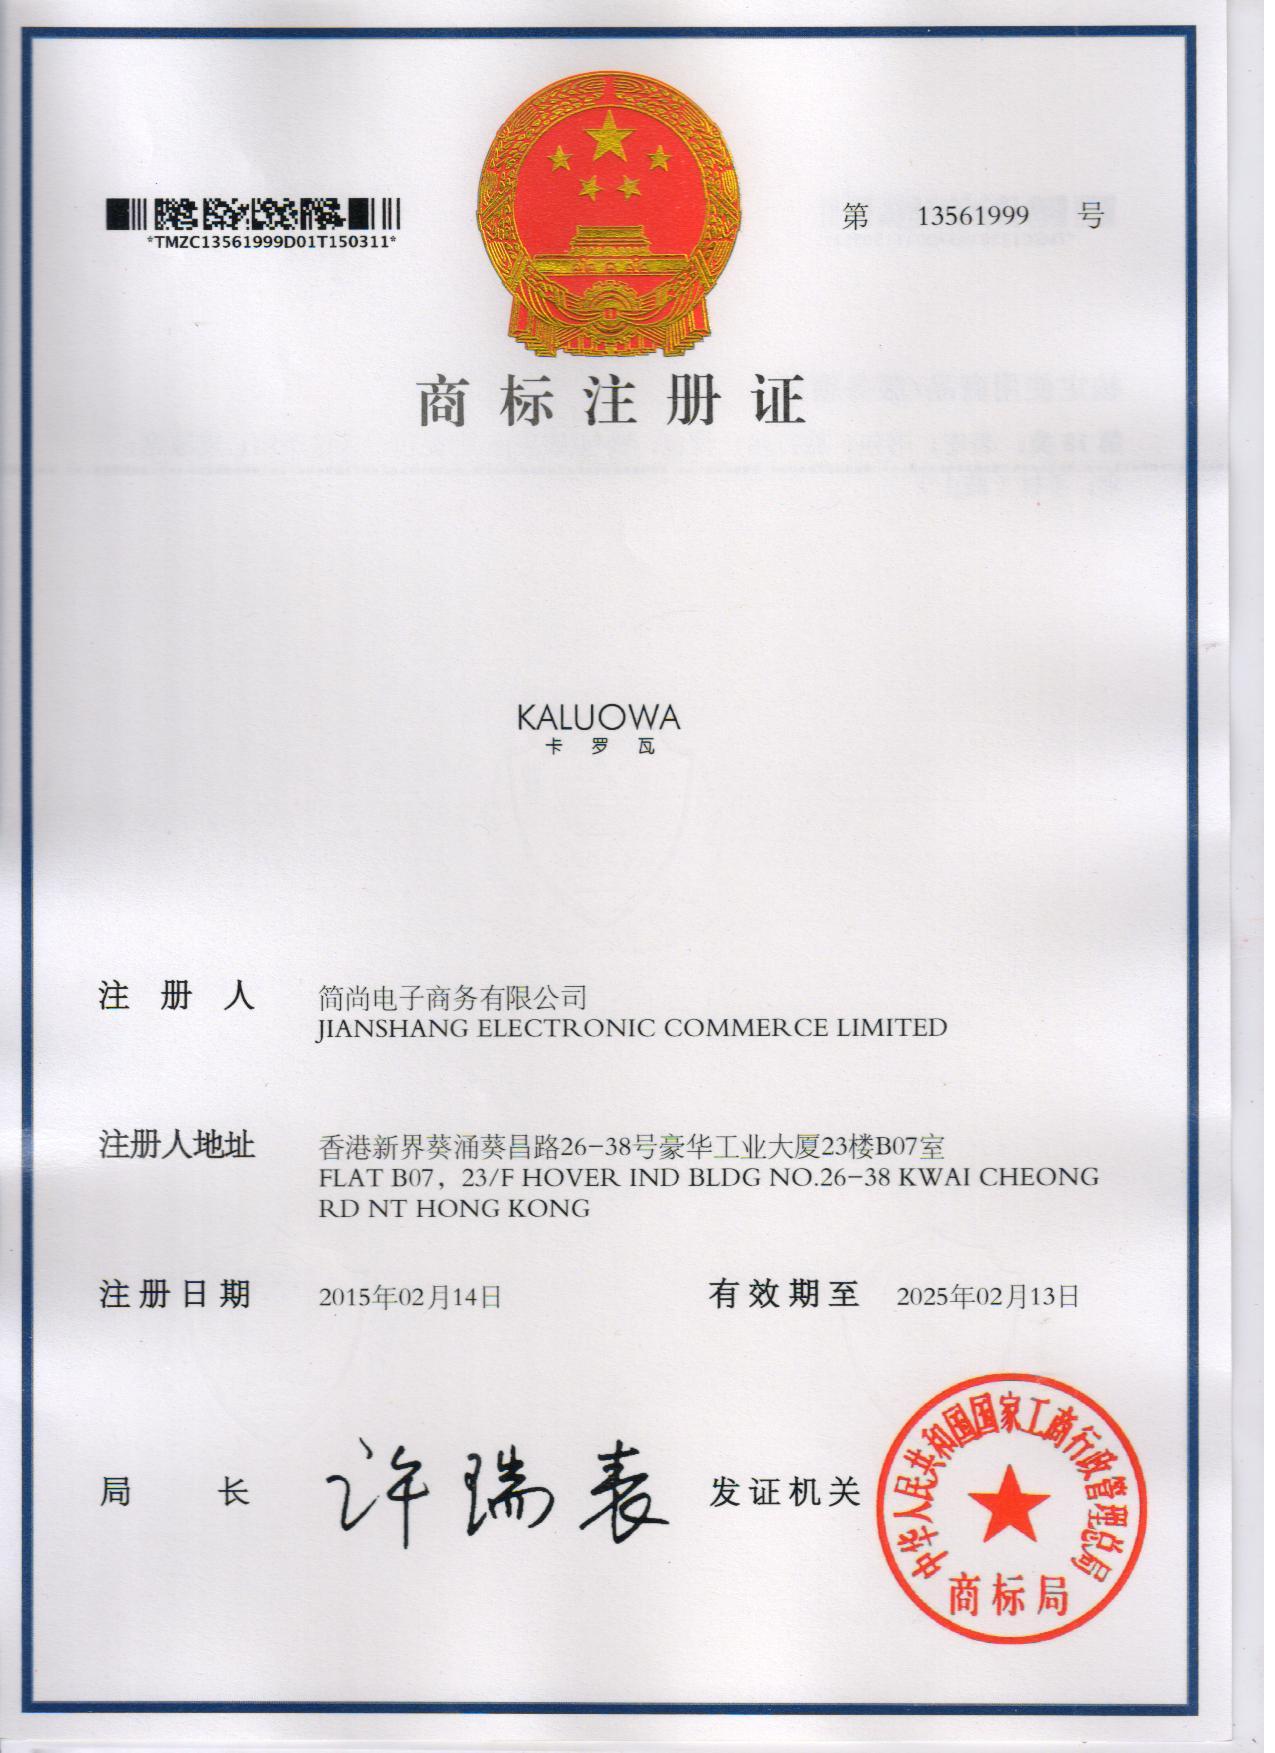 *TMZC13561999D01T150311*
第 13561999 号
商标注册证
KALUOWA
卡罗瓦
注册人 简尚电子商务有限公司
JIANSHANG ELECTRONIC COMMERCE LIMITED
注册人地址 香港新界葵涌葵昌路26-38号豪华工业大厦23楼B07室
FLAT B07, 23/F HOVER IND BLDG NO.26-38 KWAI CHEONG
RD NT HONG KONG
注册日期 2015年02月14日 有效期至 2025年02月13日
局长 许瑞表 发证机关
中华人民共和国国家工商行政管理总局
商标局